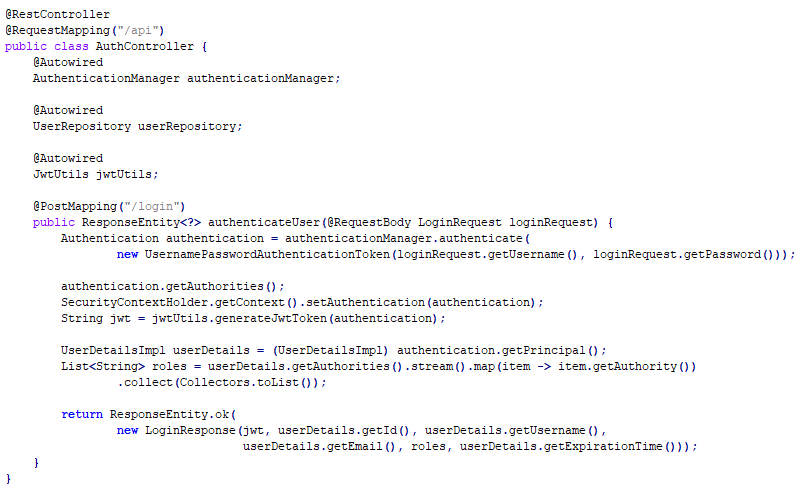 @RestController
@RequestMapping("/api")
public class AuthController {
    @Autowired
    AuthenticationManager authenticationManager;

    @Autowired
    UserRepository userRepository;

    @Autowired
    JwtUtils jwtUtils;

    @PostMapping("/login")
    public ResponseEntity<?> authenticateUser(@RequestBody LoginRequest loginRequest) {
        Authentication authentication = authenticationManager.authenticate(
                new UsernamePasswordAuthenticationToken(loginRequest.getUsername(), loginRequest.getPassword()));

        authentication.getAuthorities();
        SecurityContextHolder.getContext().setAuthentication(authentication);
        String jwt = jwtUtils.generateJwtToken(authentication);

        UserDetailsImpl userDetails = (UserDetailsImpl) authentication.getPrincipal();
        List<String> roles = userDetails.getAuthorities().stream().map(item -> item.getAuthority())
                .collect(Collectors.toList());

        return ResponseEntity.ok(
                new LoginResponse(jwt, userDetails.getId(), userDetails.getUsername(),
                                  userDetails.getEmail(), roles, userDetails.getExpirationTime()));
    }
}